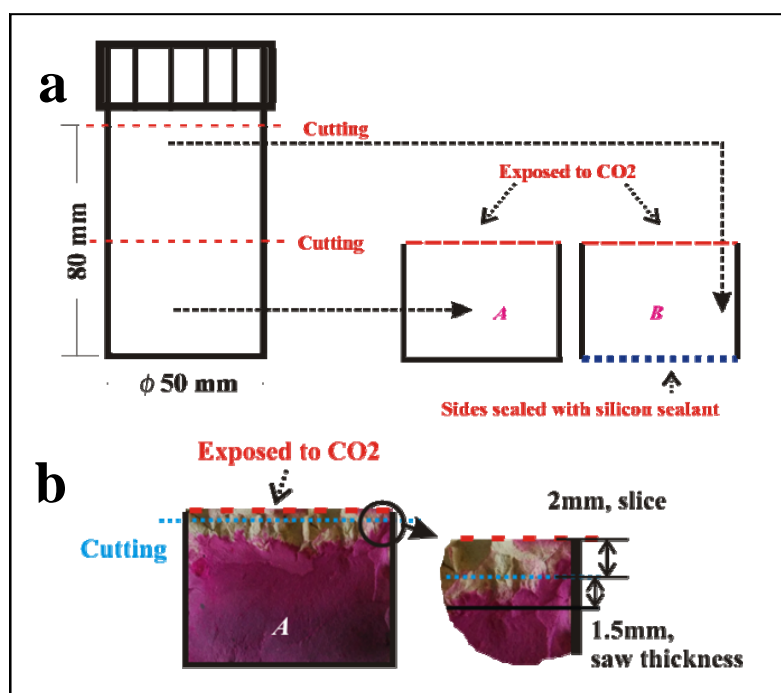 a
Cutting
Exposed to CO2
Cutting
80 mm
A
B
ϕ 50 mm
Sides sealed with silicon sealant
b
Exposed to CO2
2mm, slice
Cutting
A
1.5mm,
saw thickness